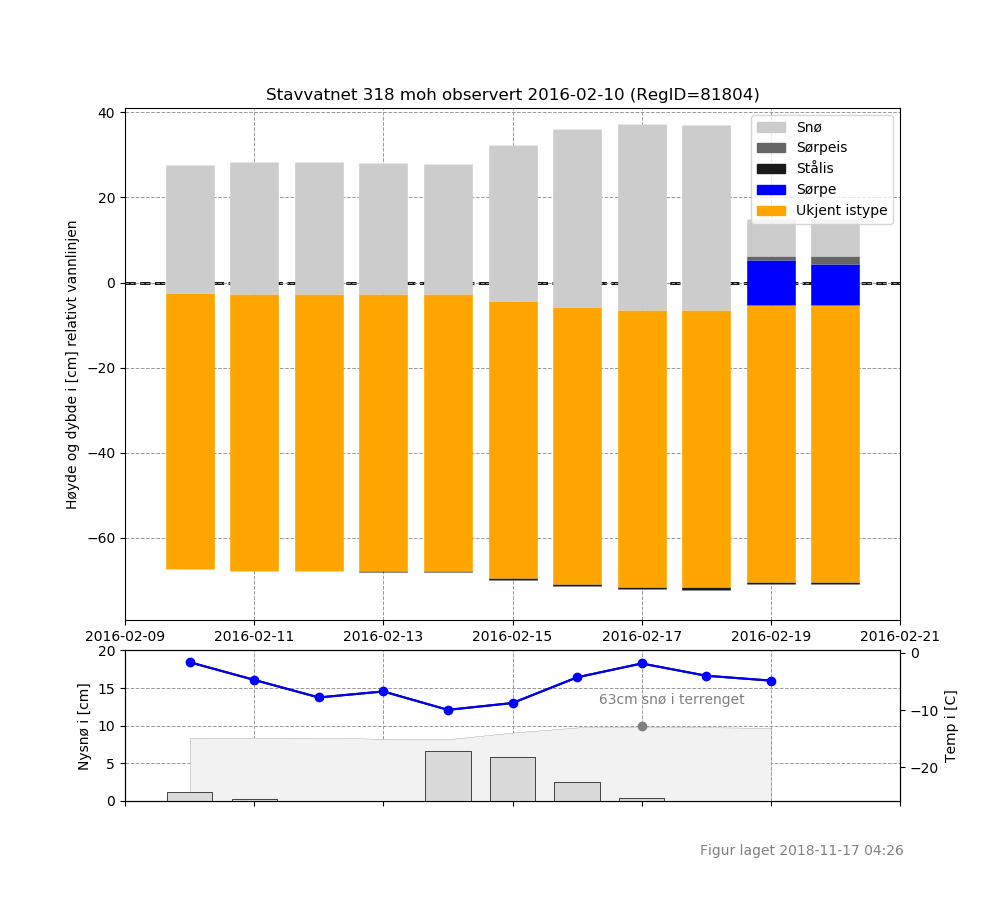 Stavvatnet 318 moh observert 2016-02-10 (RegID=81804)
Høyde og dybde i [cm] relativt vannlinjen
40
20
0
−20
−40
−60
Snø
Sørpeis
Stålis
Sørpe
Ukjent istype
2016-02-09 2016-02-11 2016-02-13 2016-02-15 2016-02-17 2016-02-19 2016-02-21
Nysnø i [cm]
20
15
10
5
0
63cm snø i terrenget
0
−10
−20
Temp i [C]
Figur laget 2018-11-17 04:26